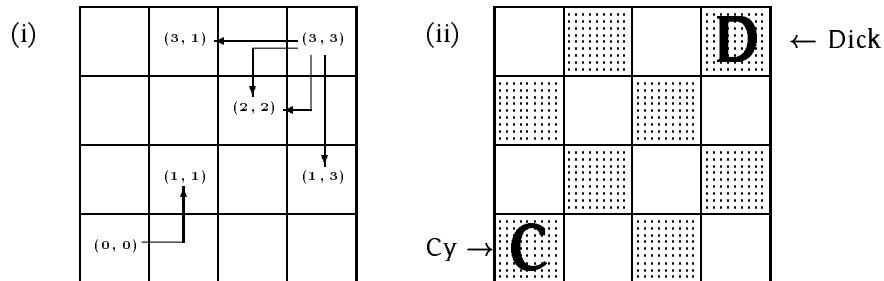 (i)
(3, 1)
(3, 3)
(2, 2)
(1, 1)
(1, 3)
(0, 0)
(ii)
D
← Dick
Cy →
C